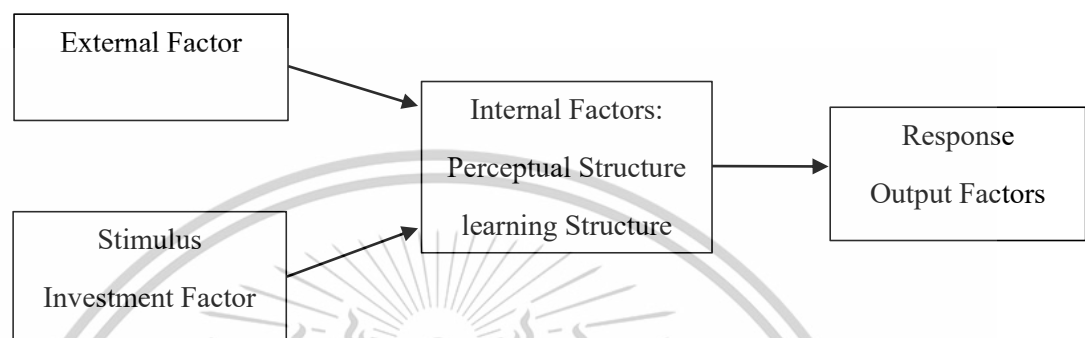 External Factor
Internal Factors:
Perceptual Structure
learning Structure
Response
Output Factors
Stimulus
Investment Factor